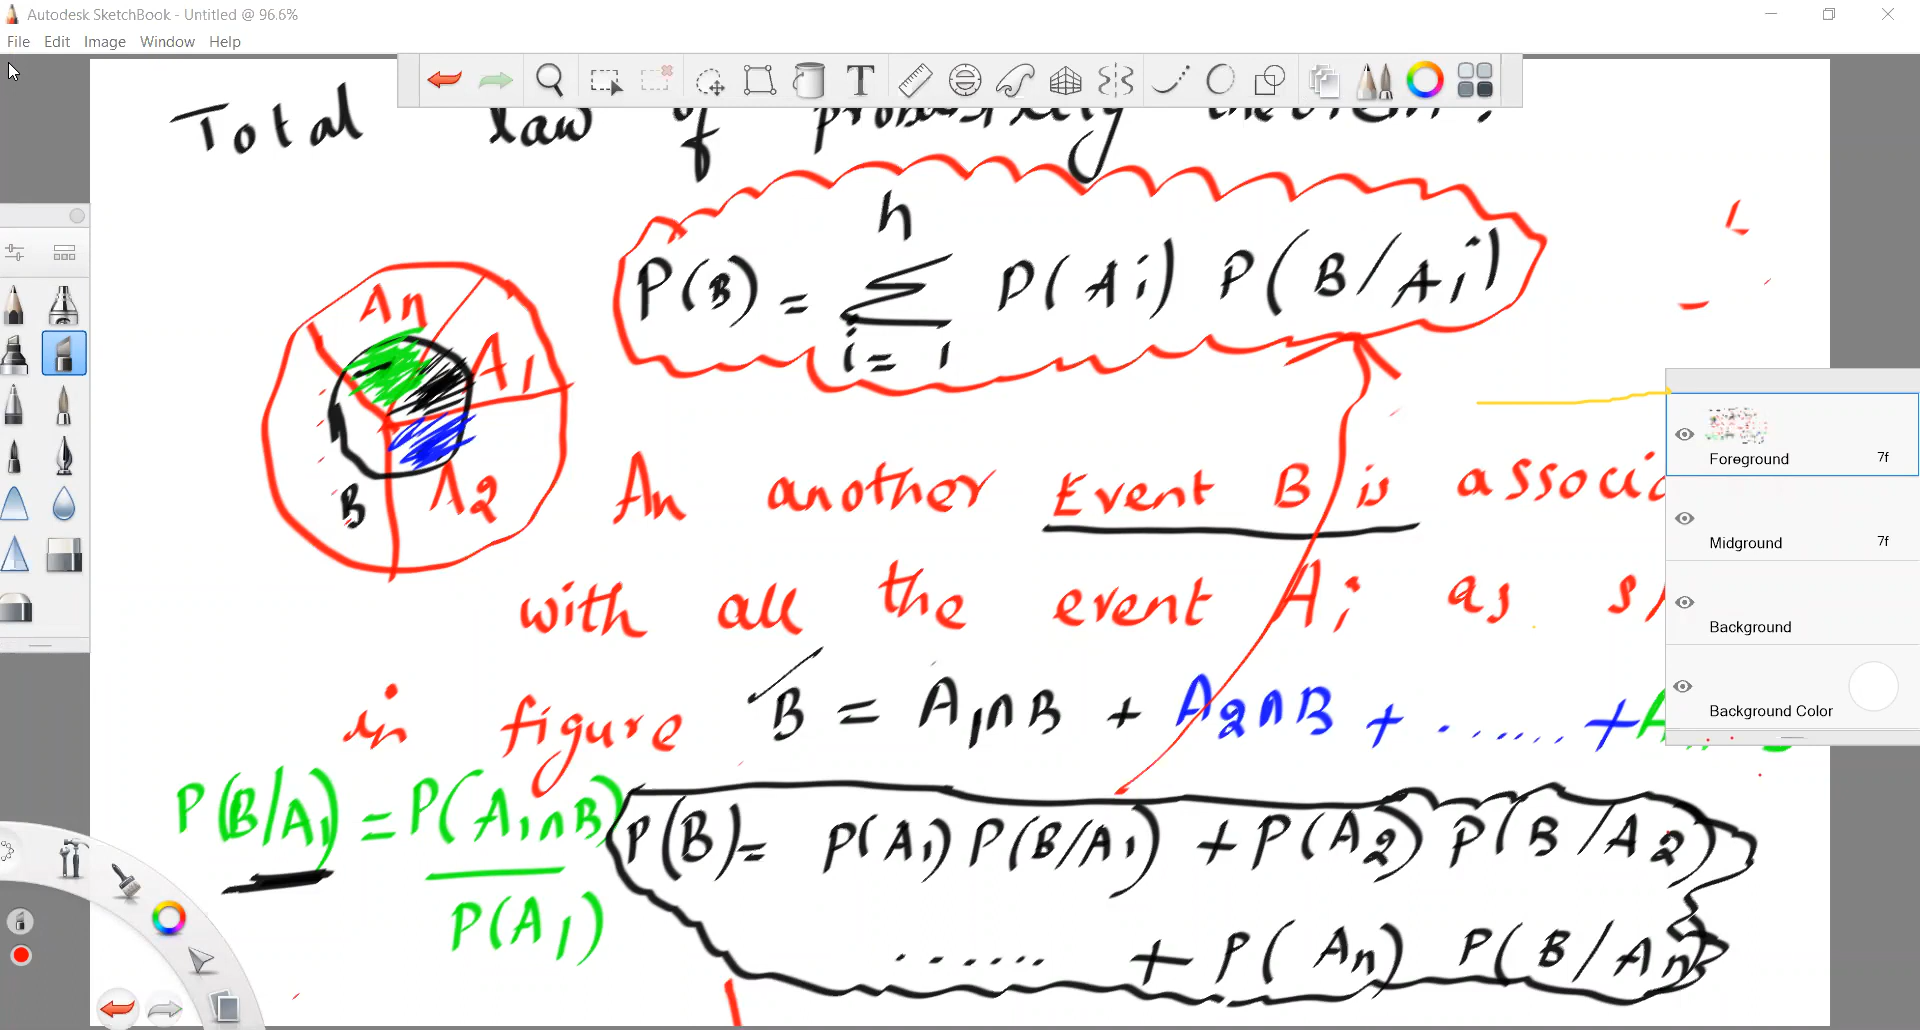 Autodesk SketchBook - Untitled @ 96.6%
File Edit Image Window Help
Total law of probability theorem :
n
P(B) = Σ P(Ai) P(B/Ai)
i = 1
An
A1
A2
B
An another Event B is associ
with all the event Ai as s
in figure B = A1∩B + A2∩B + ....... +A
P(B/A1) = P(A1∩B)
P(A1)
P(B)= P(A1) P(B/A1) + P(A2) P(B/A2)
...... + P(An) P(B/An)
Foreground 7f
Midground 7f
Background
Background Color